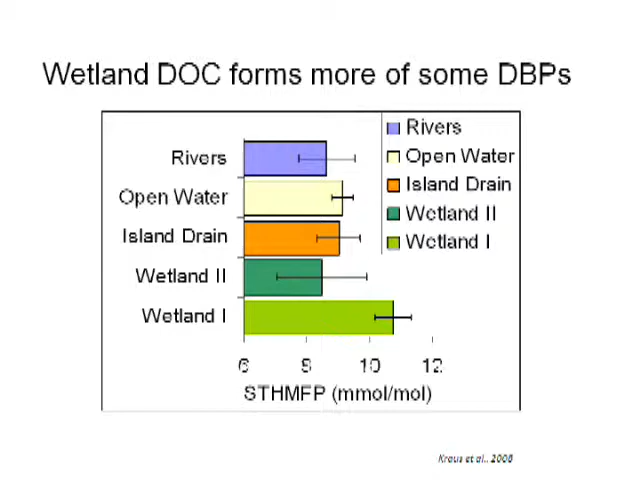 Wetland DOC forms more of some DBPs
Rivers
Open Water
Island Drain
Wetland II
Wetland I
Rivers
Open Water
Island Drain
Wetland II
Wetland I
6 10 12
STHMFP (mmol/mol)
Kraus et al., 2008